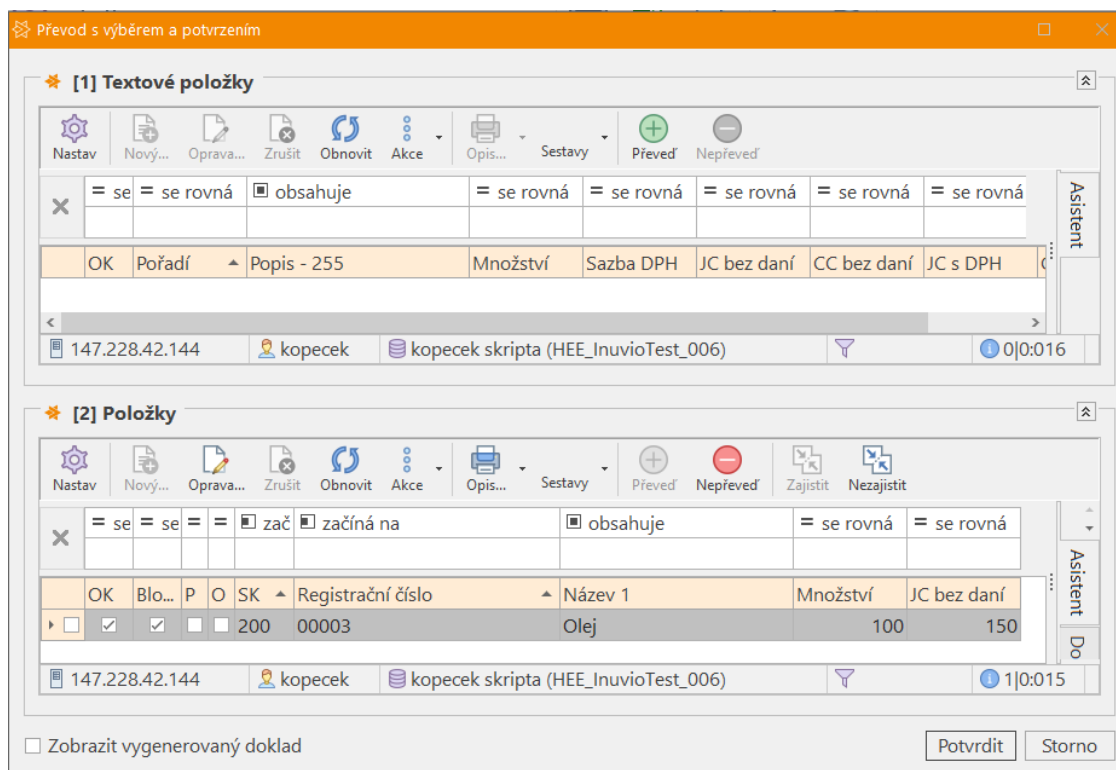 Převod s výběrem a potvrzením
[1] Textové položky
Nastav Nový... Oprava... Zrušit Obnovit Akce Opis... Sestavy Převeď Nepřeveď
= se = se rovná obsahuje = se rovná = se rovná = se rovná = se rovná = se rovná
Asistent
OK Pořadí Popis - 255 Množství Sazba DPH JC bez daní CC bez daní JC s DPH
147.228.42.144 kopecek kopecek skripta (HEE_InuvioTest_006) 0|0:016
[2] Položky
Nastav Nový... Oprava... Zrušit Obnovit Akce Opis... Sestavy Převeď Nepřeveď Zajistit Nezajistit
= se = se = = zač začíná na obsahuje = se rovná = se rovná
Asistent
OK Blo... P O SK Registrační číslo Název 1 Množství JC bez daní
200 00003 Olej 100 150
Do
147.228.42.144 kopecek kopecek skripta (HEE_InuvioTest_006) 1|0:015
Zobrazit vygenerovaný doklad Potvrdit Storno